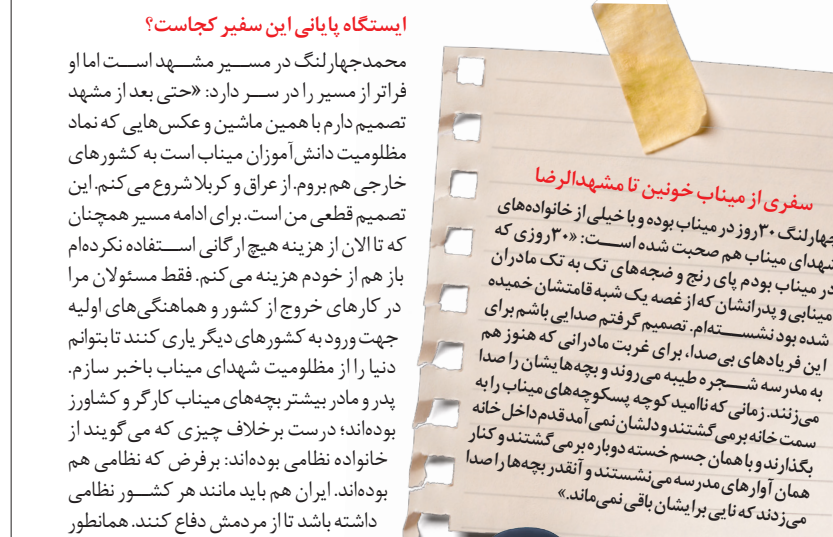 سفری از میناب خونین تا مشهدالرضا
چهارلنگ ۳۰روز در میناب بوده و با خیلی از خانواده‌های
شهدای میناب هم صحبت شده است: «۳۰روزی که
در میناب بودم پای رنج و ضجه‌های تک به تک مادران
مینابی و پدرانشان که از غصه یک شبه قامتشان خمیده
شده بود نشسته‌ام. تصمیم گرفتم صدایی باشم برای
این فریادهای بی‌صدا، برای غربت مادرانی که هنوز هم
به مدرسه شجره طیبه می‌روند و بچه‌هایشان را صدا
می‌زنند. زمانی که ناامید کوچه پسکوچه‌های میناب را به
سمت خانه برمی‌گشتند و دلشان نمی‌آمد قدم داخل خانه
بگذارند و با همان جسم خسته دوباره برمی‌گشتند و کنار
همان آوارهای مدرسه می‌نشستند و آنقدر بچه‌ها را صدا
می‌زدند که نایی برایشان باقی نمی‌ماند.»
ایستگاه پایانی این سفیر کجاست؟
محمدجهارلنگ در مسیر مشهد است اما او
فراتر از مسیر را در سر دارد: «حتی بعد از مشهد
تصمیم دارم با همین ماشین و عکس‌هایی که نماد
مظلومیت دانش‌آموزان میناب است به کشورهای
خارجی هم بروم. از عراق و کربلا شروع می‌کنم. این
تصمیم قطعی من است. برای ادامه مسیر همچنان
که تا الان از هزینه هیچ ارگانی استفاده نکرده‌ام
باز هم از خودم هزینه می‌کنم. فقط مسئولان مرا
در کارهای خروج از کشور و هماهنگی‌های اولیه
جهت ورود به کشورهای دیگر یاری کنند تا بتوانم
دنیا را از مظلومیت شهدای میناب باخبر سازم.
پدر و مادر بیشتر بچه‌های میناب کارگر و کشاورز
بوده‌اند؛ درست برخلاف چیزی که می‌گویند از
خانواده نظامی بوده‌اند: برفرض که نظامی هم
بوده‌اند. ایران هم باید مانند هر کشور نظامی
داشته باشد تا از مردمش دفاع کنند. همانطور